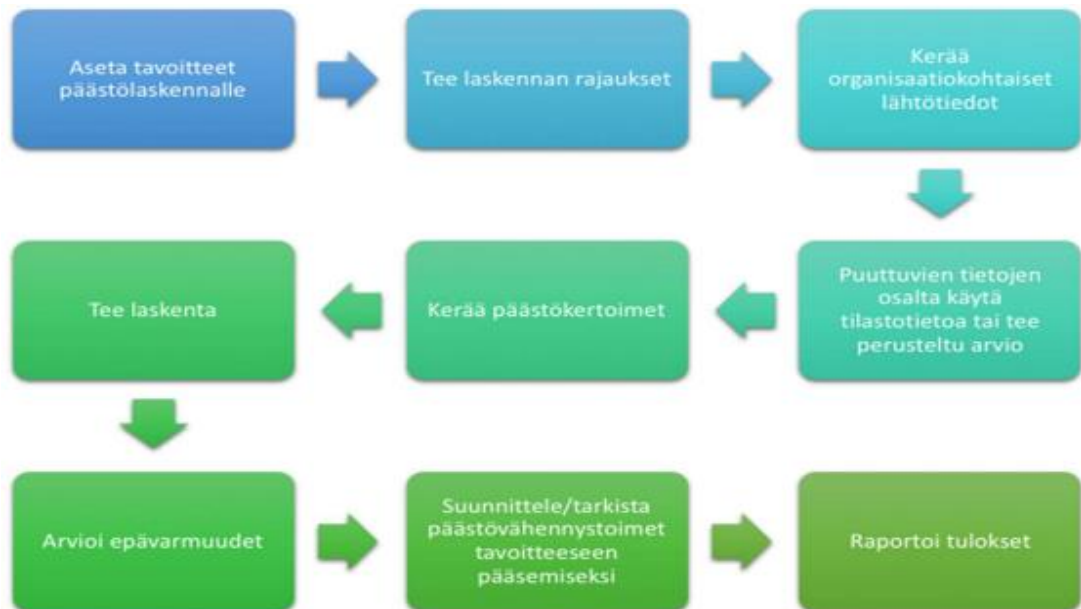 Aseta tavoitteet
päästölaskennalle
Tee laskennan rajaukset
Kerää
organisaatiokohtaiset
lähtötiedot
Puuttuvien tietojen
osalta käytä
tilastotietoa tai tee
perusteltu arvio
Kerää päästökertoimet
Tee laskenta
Arvioi epävarmuudet
Suunnittele/tarkista
päästövähennystoimet
tavoitteeseen
pääsemiseksi
Raportoi tulokset